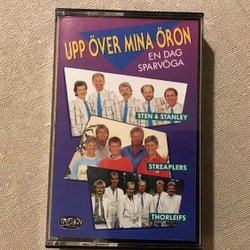 UPP ÖVER MINA ÖRON
EN DAG
SPARVÖGA
STEN & STANLEY
STREAPLERS
THORLEIFS